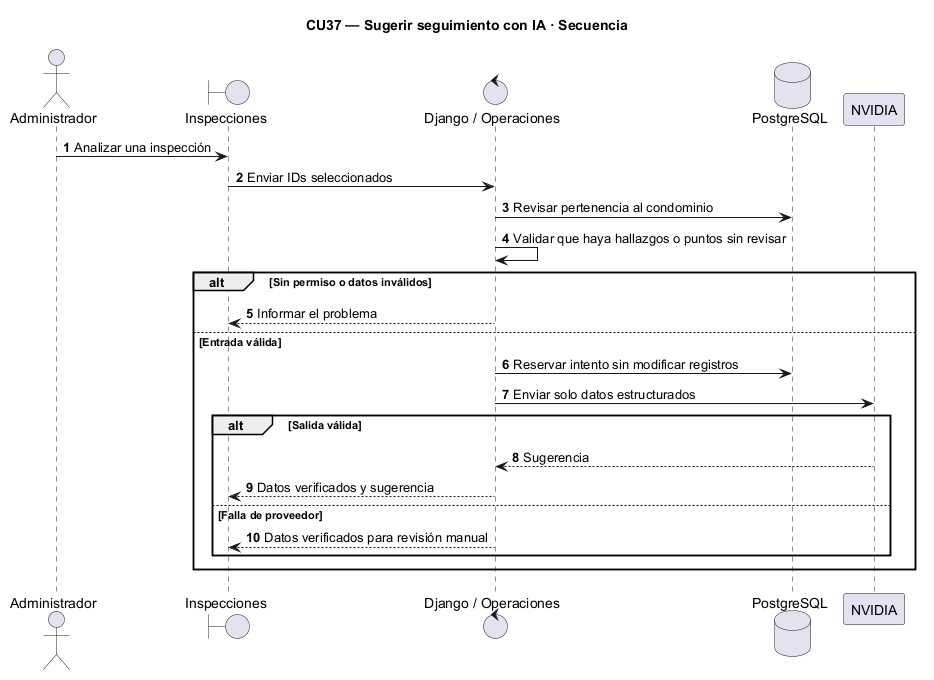 CU37 — Sugerir seguimiento con IA · Secuencia
Administrador
Inspecciones
Django / Operaciones
PostgreSQL
NVIDIA
1 Analizar una inspección
2 Enviar IDs seleccionados
3 Revisar pertenencia al condominio
4 Validar que haya hallazgos o puntos sin revisar
alt [Sin permiso o datos inválidos]
5 Informar el problema
[Entrada válida]
6 Reservar intento sin modificar registros
7 Enviar solo datos estructurados
alt [Salida válida]
8 Sugerencia
9 Datos verificados y sugerencia
[Falla de proveedor]
10 Datos verificados para revisión manual
Administrador
Inspecciones
Django / Operaciones
PostgreSQL
NVIDIA